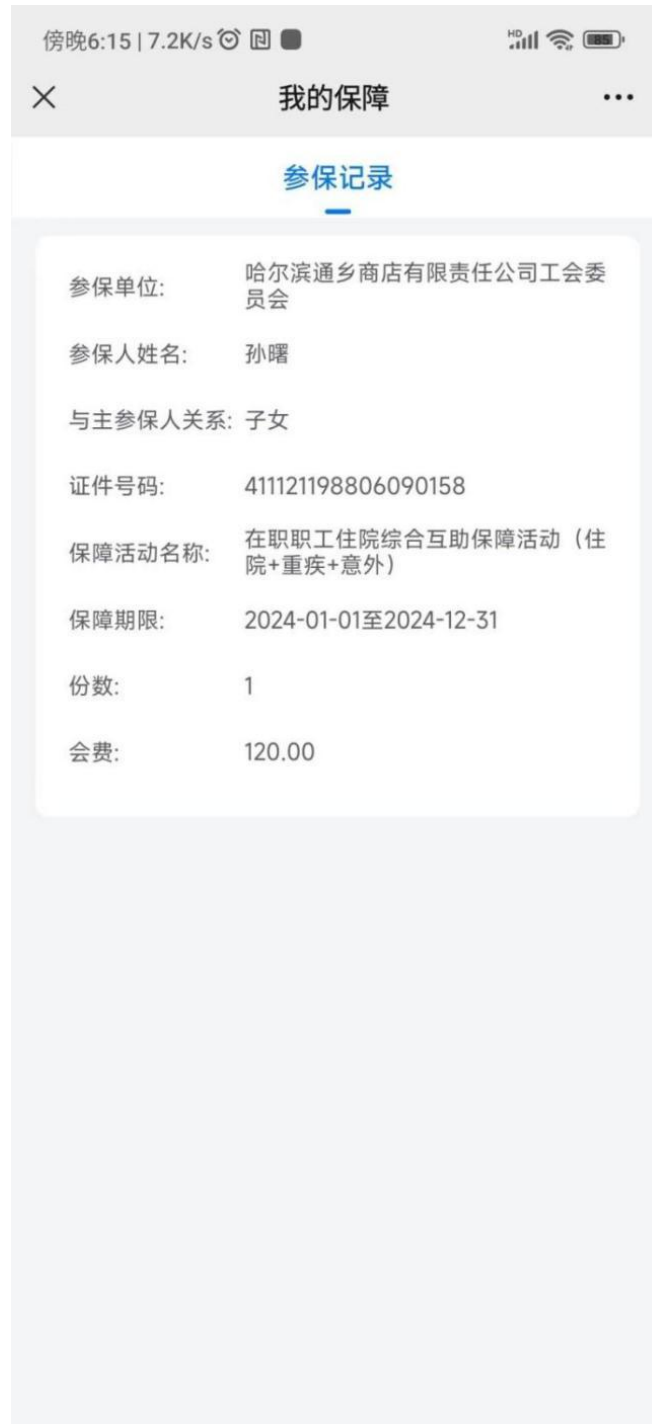 傍晚6:15 | 7.2K/s
HD
85
我的保障
参保记录
参保单位: 哈尔滨通乡商店有限责任公司工会委
员会
参保人姓名: 孙曙
与主参保人关系: 子女
证件号码: 411121198806090158
保障活动名称: 在职职工住院综合互助保障活动（住
院+重疾+意外）
保障期限: 2024-01-01至2024-12-31
份数: 1
会费: 120.00